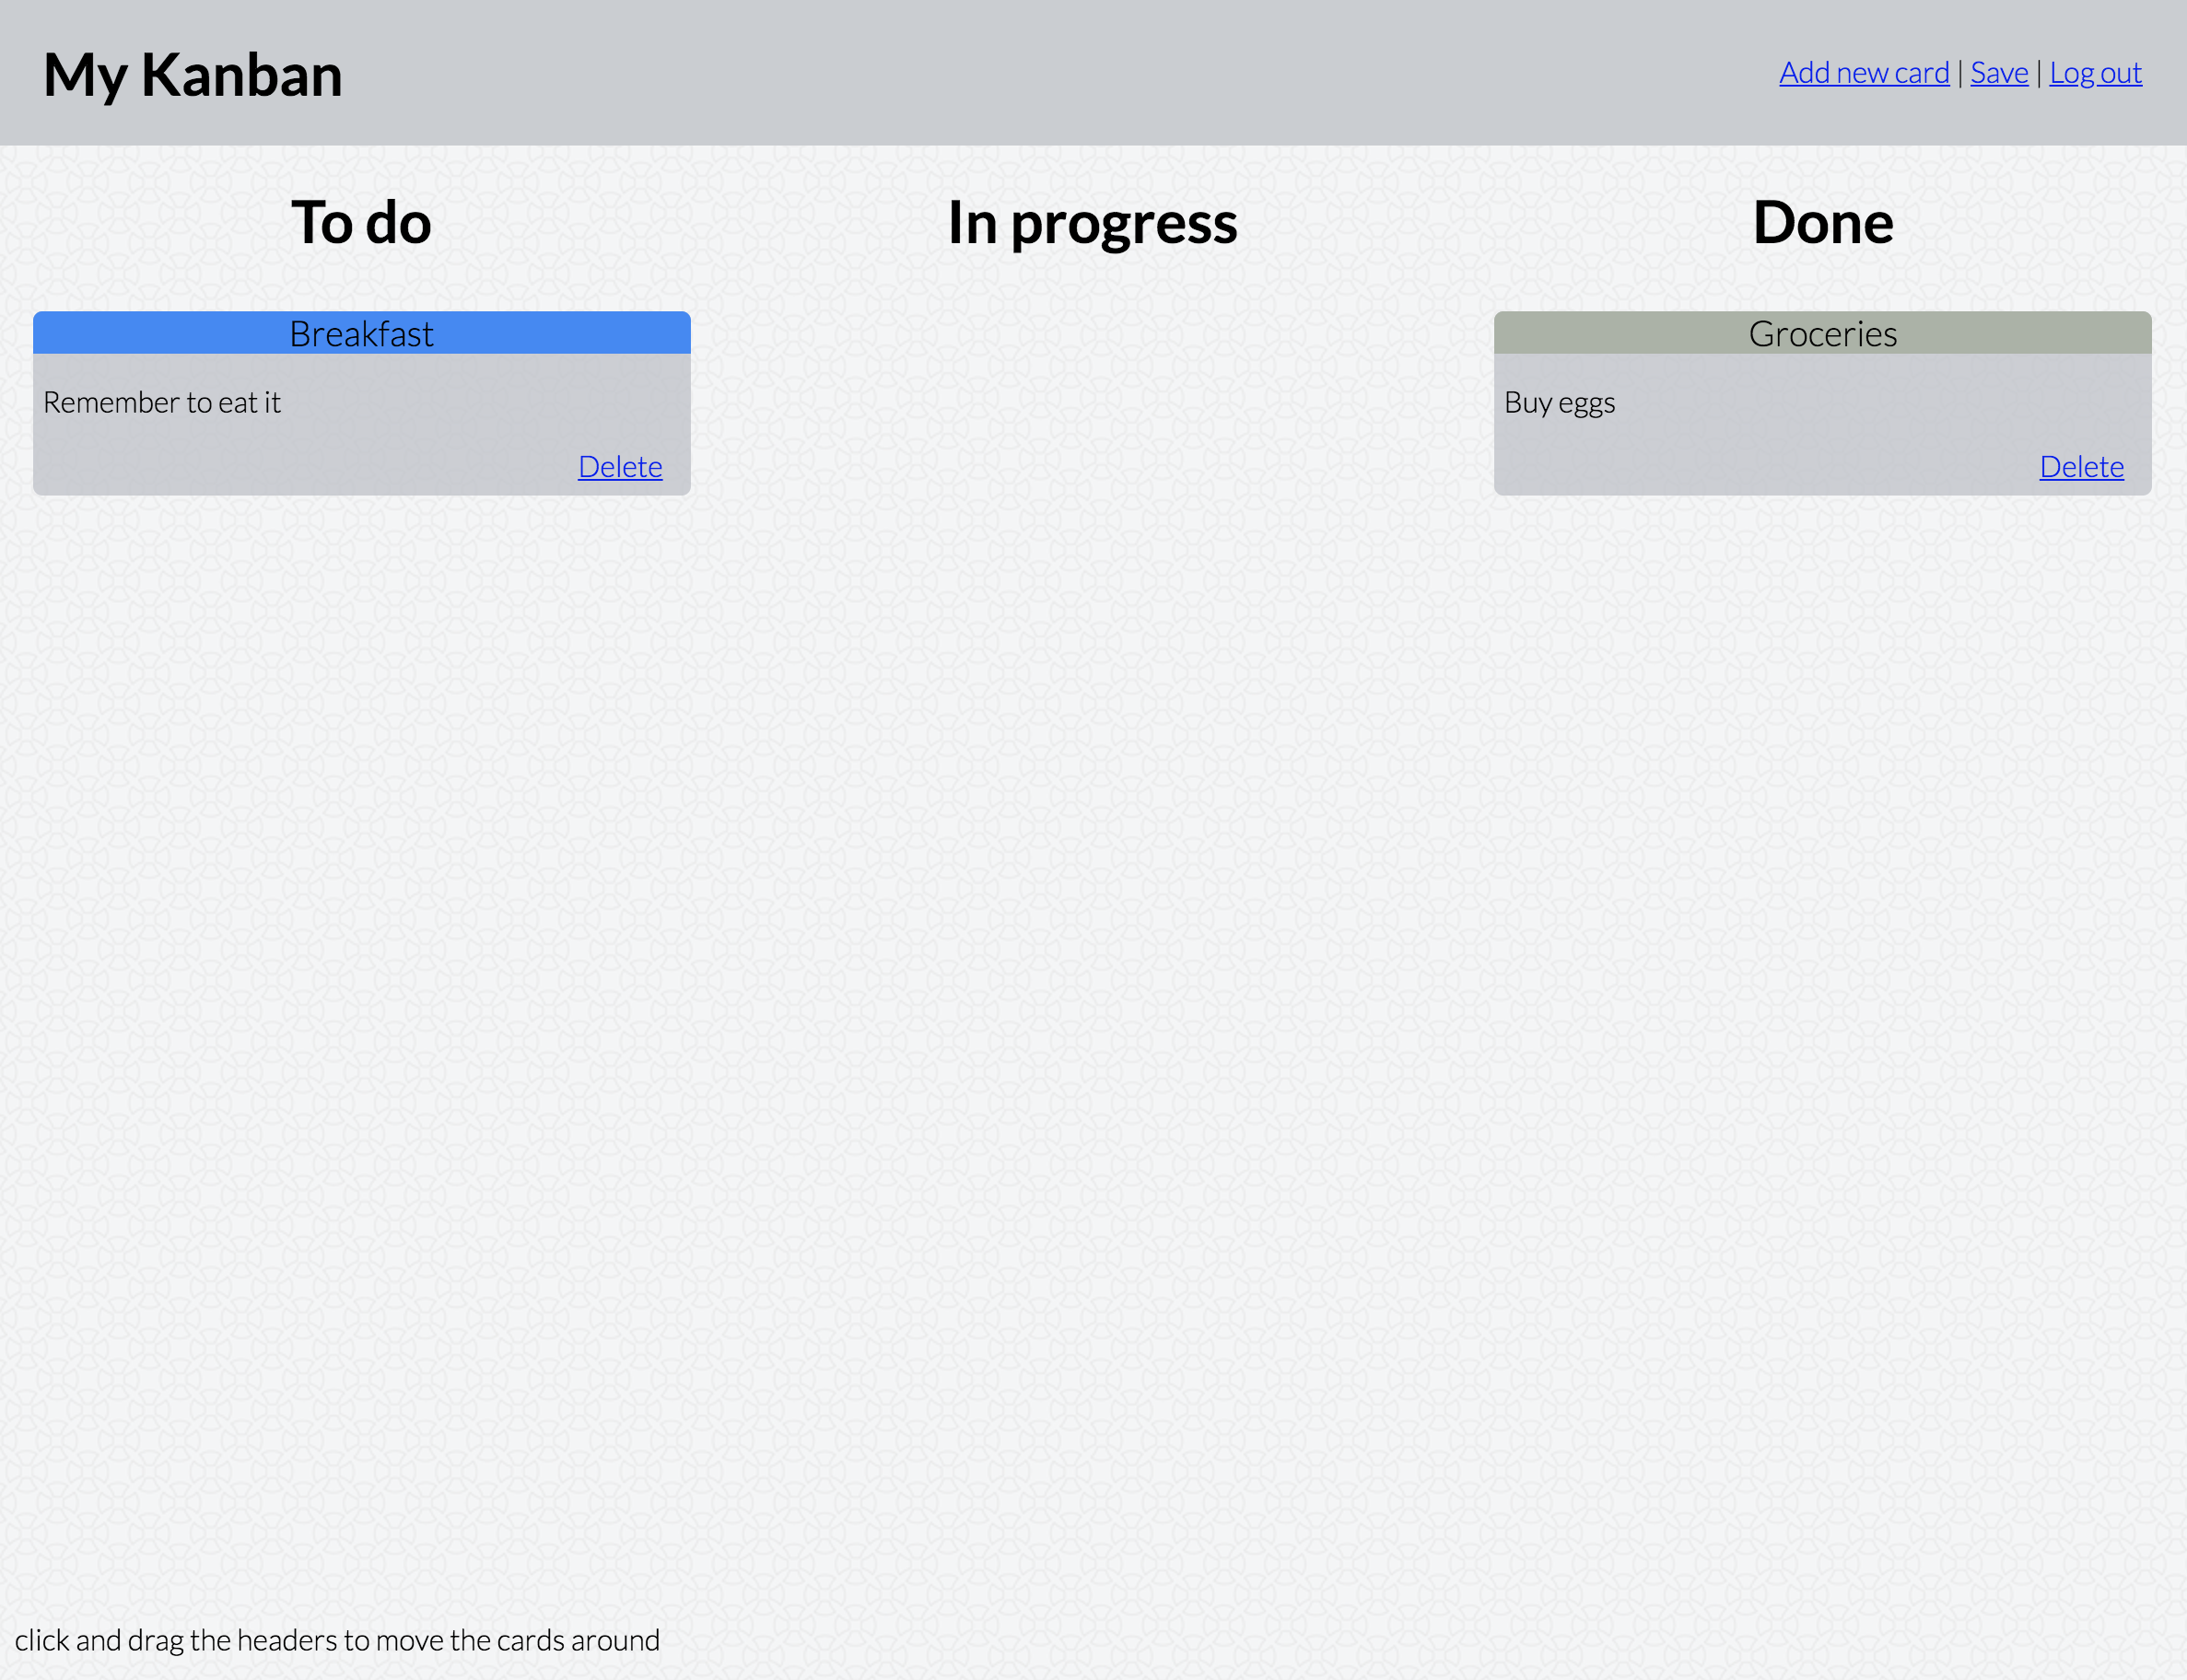 My Kanban
Add new card | Save | Log out
To do
In progress
Done
Breakfast
Remember to eat it
Delete
Groceries
Buy eggs
Delete
click and drag the headers to move the cards around